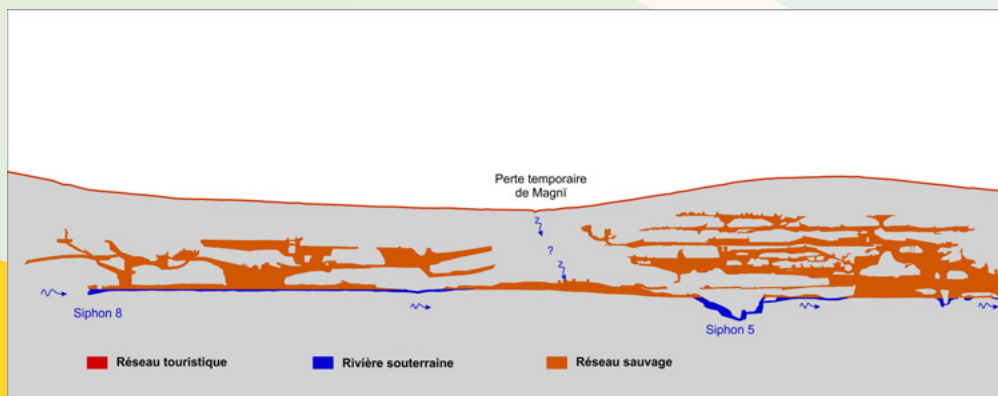 Perte temporaire
de Magnï
?
Siphon 8
Siphon 5
Réseau touristique
Rivière souterraine
Réseau sauvage